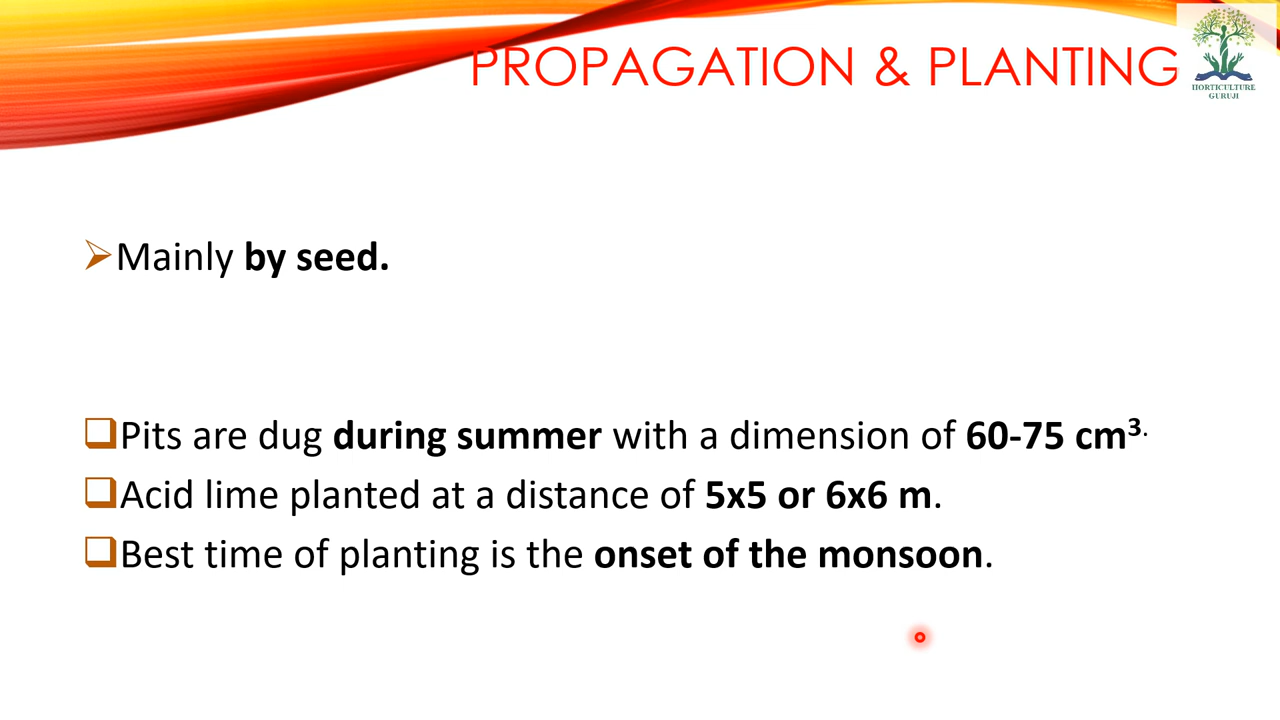 PROPAGATION & PLANTING
HORTICULTURE
GURUJI
Mainly by seed.
Pits are dug during summer with a dimension of 60-75 cm³.
Acid lime planted at a distance of 5x5 or 6x6 m.
Best time of planting is the onset of the monsoon.